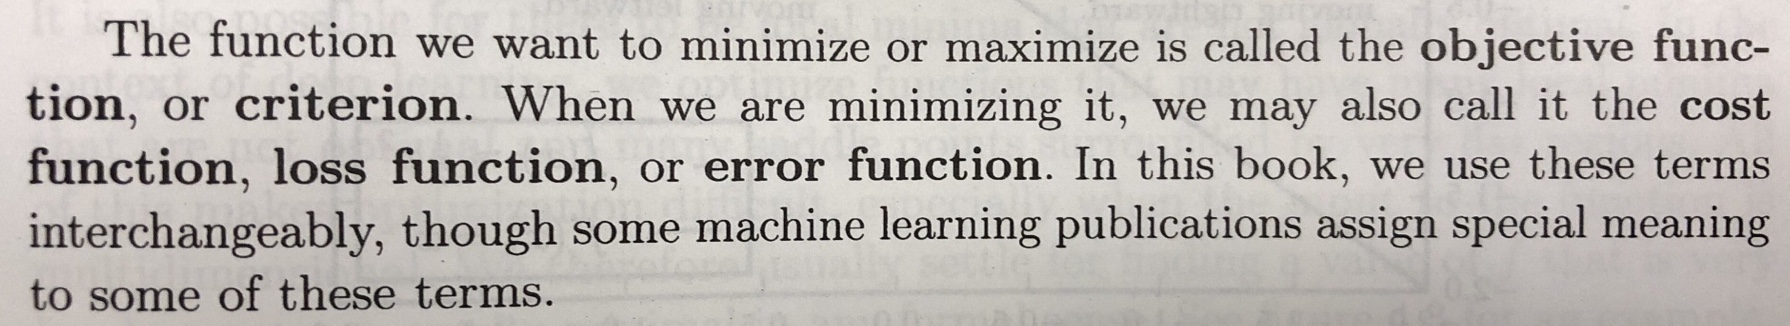 The function we want to minimize or maximize is called the objective func-
tion, or criterion. When we are minimizing it, we may also call it the cost
function, loss function, or error function. In this book, we use these terms
interchangeably, though some machine learning publications assign special meaning
to some of these terms.